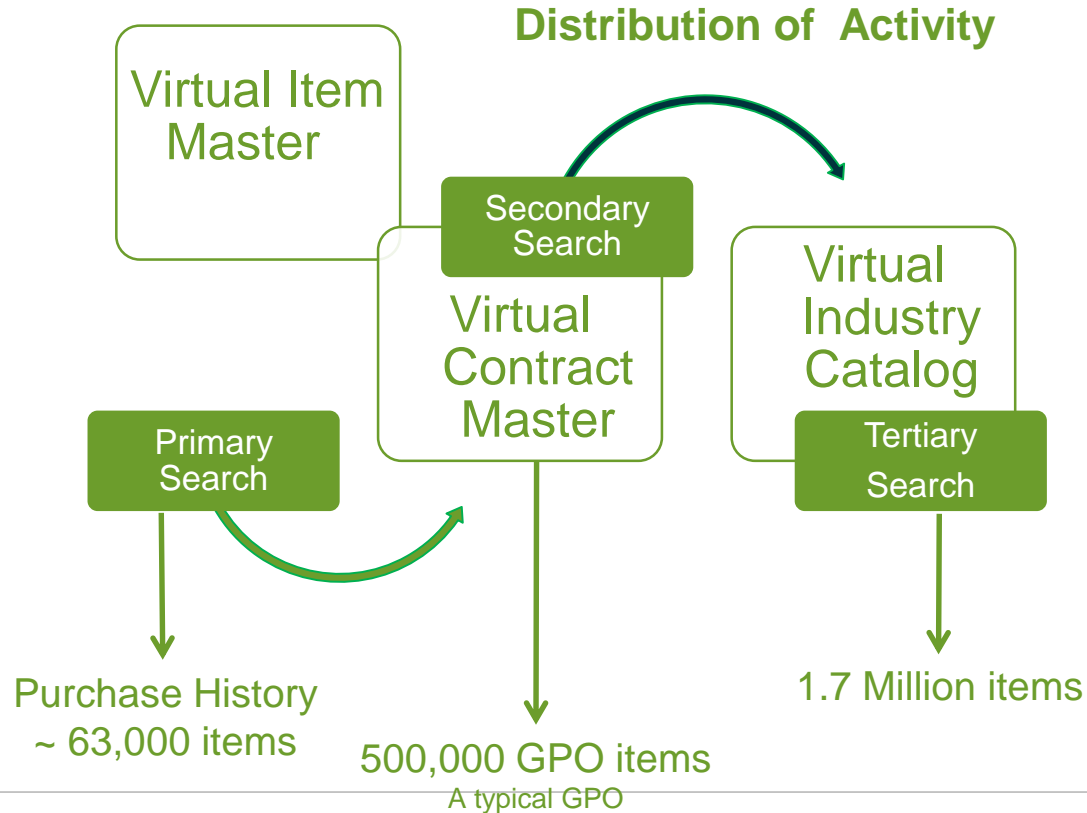 Distribution of  Activity
Virtual Item
Master
Secondary
Search
Virtual
Contract
Master
Virtual
Industry
Catalog
Primary
Search
Tertiary
Search
Purchase History
~ 63,000 items
500,000 GPO items
A typical GPO
1.7 Million items